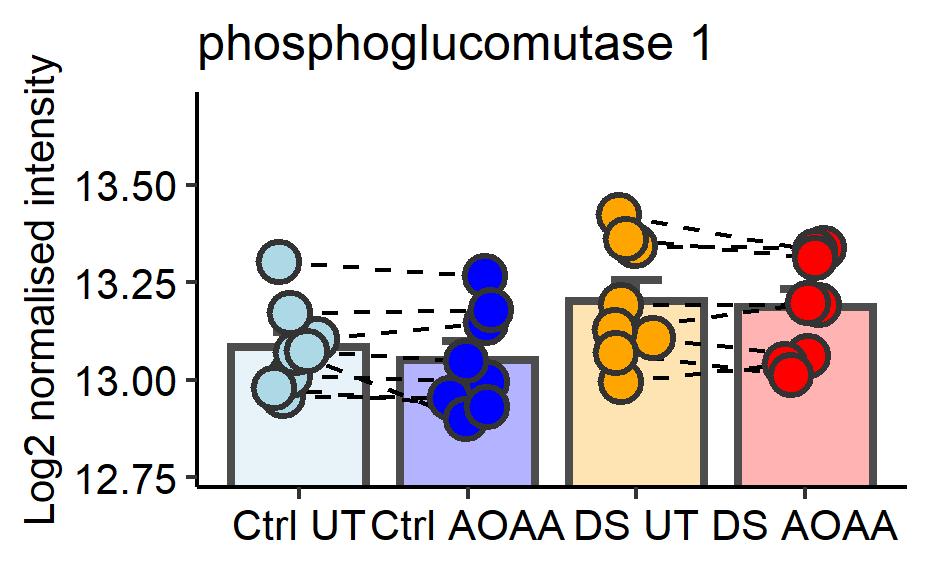 phosphoglucomutase 1
Log2 normalised intensity
13.50
13.25
13.00
12.75
Ctrl UT Ctrl AOAA DS UT DS AOAA